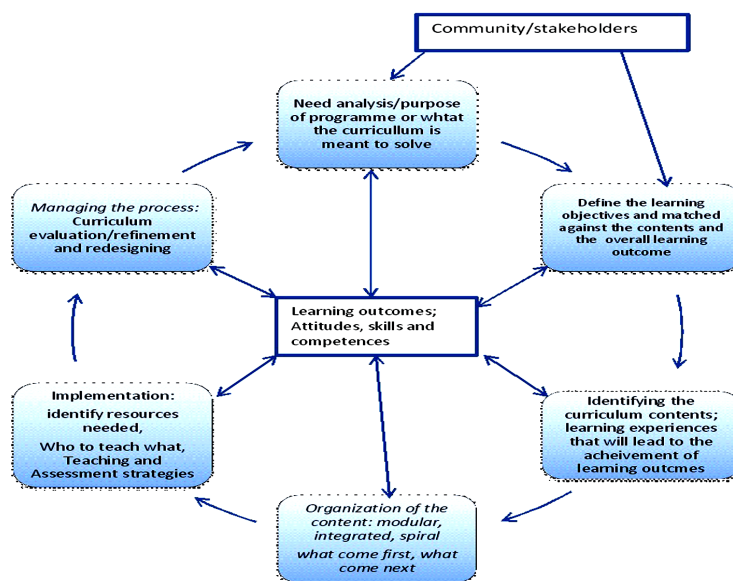 Community/stakeholders
Need analysis/purpose
of programme or whtat
the curricullum is
meant to solve
Managing the process:
Curriculum
evaluation/refinement
and redesigning
Define the learning
objectives and matched
against the contents and
the overall learning
outcome
Learning outcomes;
Attitudes, skills and
competences
Implementation:
identify resources
needed,
Who to teach what,
Teaching and
Assessment strategies
Identifying the
curriculum contents;
learning experiences
that will lead to the
acheivement of
learning outcmes
Organization of the
content: modular,
integrated, spiral
what come first, what
come next